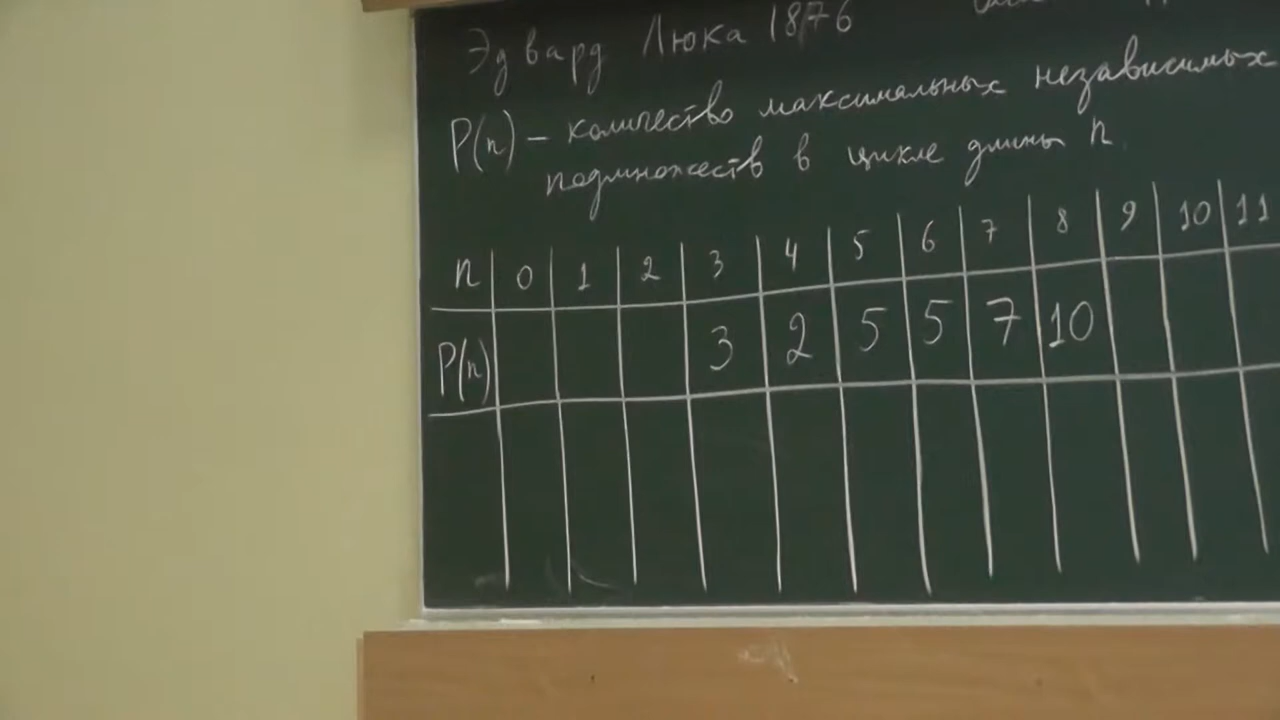 Эдвард Люка 1876
P(n) - количество максимальных независимых
подмножеств в цикле длины n.
n 0 1 2 3 4 5 6 7 8 9 10 11
P(n) 3 2 5 5 7 10